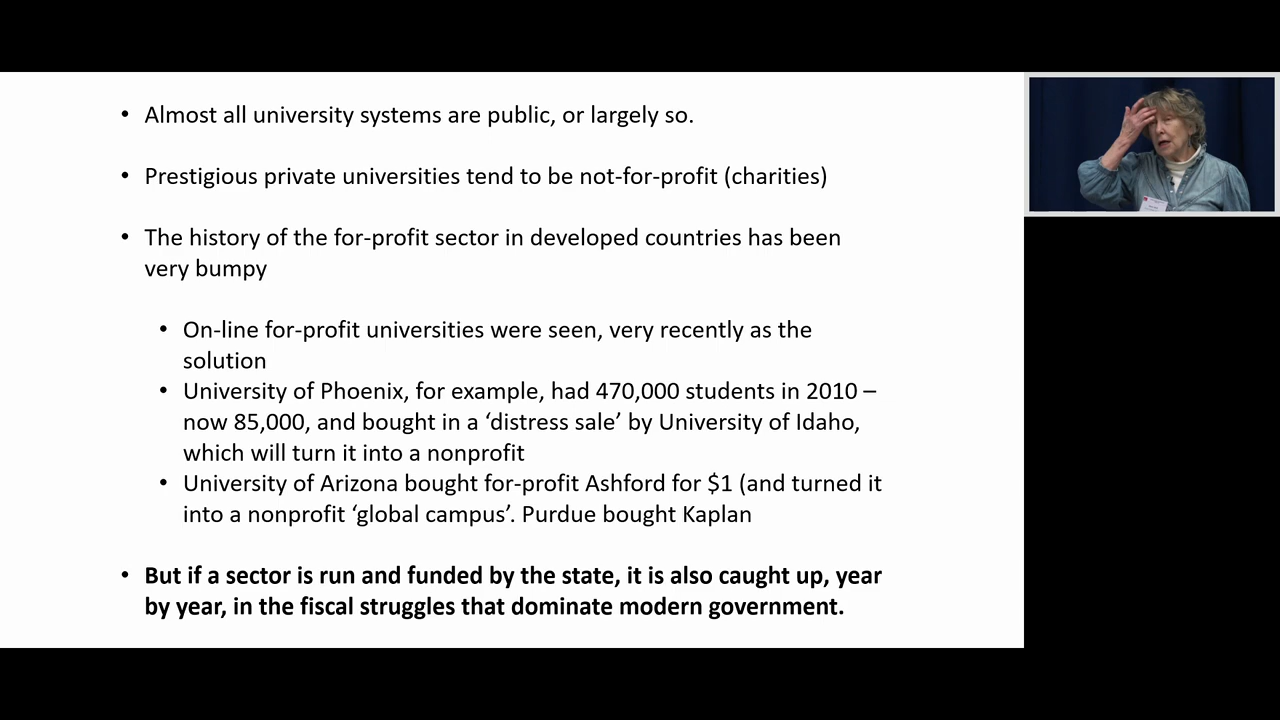 • Almost all university systems are public, or largely so.
• Prestigious private universities tend to be not-for-profit (charities)
• The history of the for-profit sector in developed countries has been
very bumpy
• On-line for-profit universities were seen, very recently as the
solution
• University of Phoenix, for example, had 470,000 students in 2010 –
now 85,000, and bought in a ‘distress sale’ by University of Idaho,
which will turn it into a nonprofit
• University of Arizona bought for-profit Ashford for $1 (and turned it
into a nonprofit ‘global campus’. Purdue bought Kaplan
• But if a sector is run and funded by the state, it is also caught up, year
by year, in the fiscal struggles that dominate modern government.